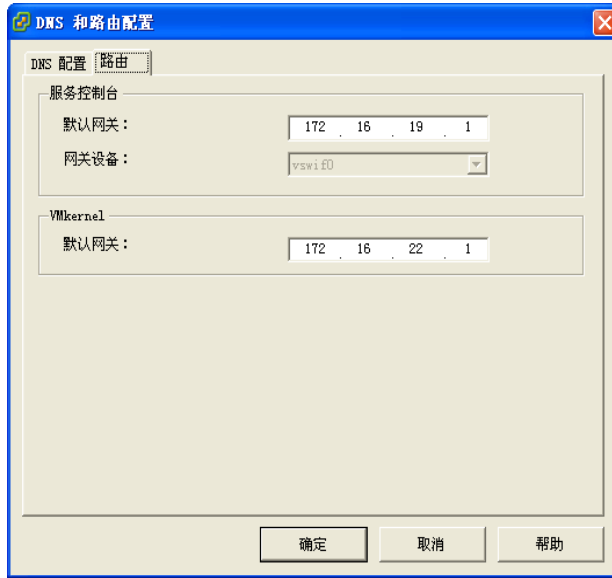 DNS 和路由配置
DNS 配置 路由
服务控制台
默认网关： 172 . 16 . 19 . 1
网关设备： vswif0
VMkernel
默认网关： 172 . 16 . 22 . 1
确定 取消 帮助